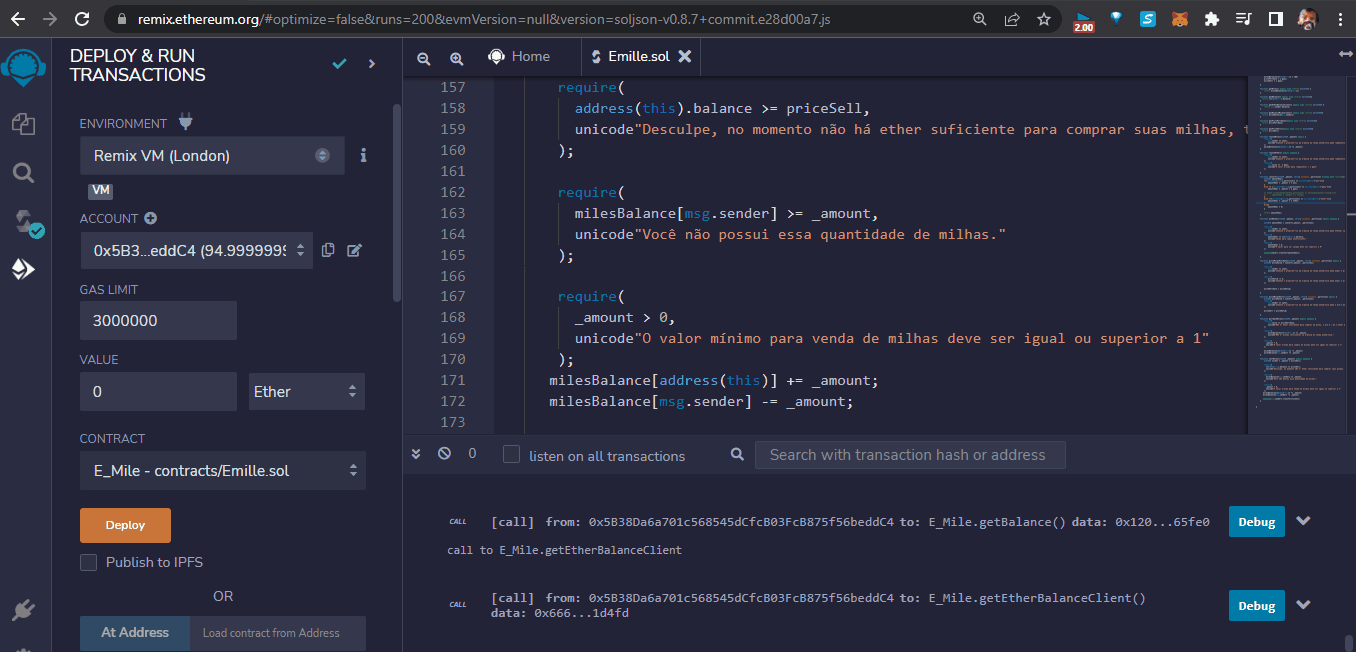 remix.ethereum.org/#optimize=false&runs=200&evmVersion=null&version=soljson-v0.8.7+commit.e28d00a7.js
2.00
DEPLOY & RUN
TRANSACTIONS
ENVIRONMENT
Remix VM (London)
VM
ACCOUNT
0x5B3...eddC4 (94.9999999
GAS LIMIT
3000000
VALUE
0
Ether
CONTRACT
E_Mile - contracts/Emille.sol
Deploy
Publish to IPFS
OR
At Address
Load contract from Address
Home
Emille.sol
157 require(
158 address(this).balance >= priceSell,
159 unicode"Desculpe, no momento não há ether suficiente para comprar suas milhas,
160 );
161
162 require(
163 milesBalance[msg.sender] >= _amount,
164 unicode"Você não possui essa quantidade de milhas."
165 );
166
167 require(
168 _amount > 0,
169 unicode"O valor mínimo para venda de milhas deve ser igual ou superior a 1"
170 );
171 milesBalance[address(this)] += _amount;
172 milesBalance[msg.sender] -= _amount;
173
0
listen on all transactions
Search with transaction hash or address
CALL
[call] from: 0x5B38Da6a701c568545dCfcB03FcB875f56beddC4 to: E_Mile.getBalance() data: 0x120...65fe0
Debug
call to E_Mile.getEtherBalanceClient
CALL
[call] from: 0x5B38Da6a701c568545dCfcB03FcB875f56beddC4 to: E_Mile.getEtherBalanceClient()
data: 0x666...1d4fd
Debug